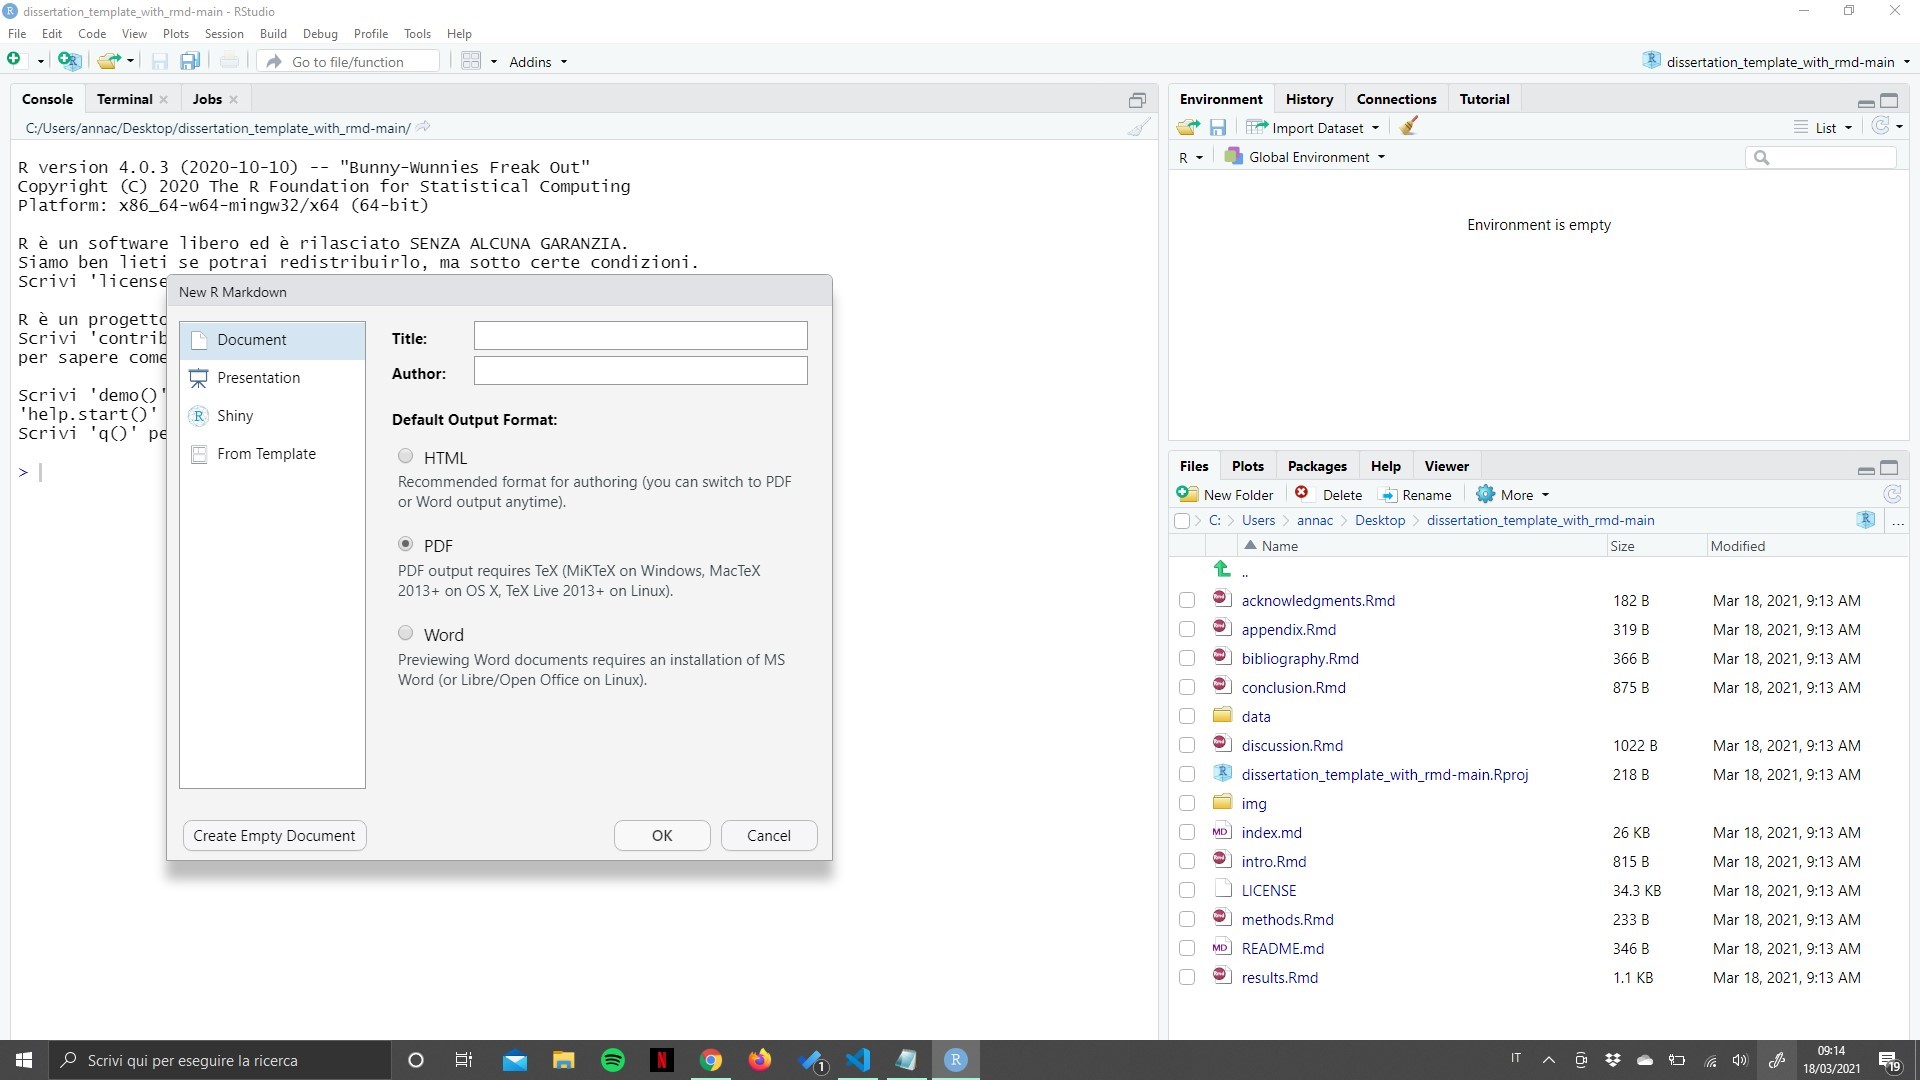 dissertation_template_with_rmd-main - RStudio
File Edit Code View Plots Session Build Debug Profile Tools Help
Go to file/function Addins dissertation_template_with_rmd-main
Console Terminal Jobs
C:/Users/annac/Desktop/dissertation_template_with_rmd-main/
R version 4.0.3 (2020-10-10) -- "Bunny-Wunnies Freak Out"
Copyright (C) 2020 The R Foundation for Statistical Computing
Platform: x86_64-w64-mingw32/x64 (64-bit)
R è un software libero ed è rilasciato SENZA ALCUNA GARANZIA.
Siamo ben lieti se potrai redistribuirlo, ma sotto certe condizioni.
Scrivi 'license
R è un progetto
Scrivi 'contrib
per sapere come
Scrivi 'demo()'
'help.start()'
Scrivi 'q()' pe
>
New R Markdown
Document
Presentation
Shiny
From Template
Title:
Author:
Default Output Format:
HTML
Recommended format for authoring (you can switch to PDF
or Word output anytime).
PDF
PDF output requires TeX (MiKTeX on Windows, MacTeX
2013+ on OS X, TeX Live 2013+ on Linux).
Word
Previewing Word documents requires an installation of MS
Word (or Libre/Open Office on Linux).
Create Empty Document OK Cancel
Environment History Connections Tutorial
Import Dataset List
R Global Environment
Environment is empty
Files Plots Packages Help Viewer
New Folder Delete Rename More
C: Users annac Desktop dissertation_template_with_rmd-main ...
Name Size Modified
..
acknowledgments.Rmd 182 B Mar 18, 2021, 9:13 AM
appendix.Rmd 319 B Mar 18, 2021, 9:13 AM
bibliography.Rmd 366 B Mar 18, 2021, 9:13 AM
conclusion.Rmd 875 B Mar 18, 2021, 9:13 AM
data
discussion.Rmd 1022 B Mar 18, 2021, 9:13 AM
dissertation_template_with_rmd-main.Rproj 218 B Mar 18, 2021, 9:13 AM
img
index.md 26 KB Mar 18, 2021, 9:13 AM
intro.Rmd 815 B Mar 18, 2021, 9:13 AM
LICENSE 34.3 KB Mar 18, 2021, 9:13 AM
methods.Rmd 233 B Mar 18, 2021, 9:13 AM
README.md 346 B Mar 18, 2021, 9:13 AM
results.Rmd 1.1 KB Mar 18, 2021, 9:13 AM
Scrivi qui per eseguire la ricerca
1
IT
09:14
18/03/2021
19